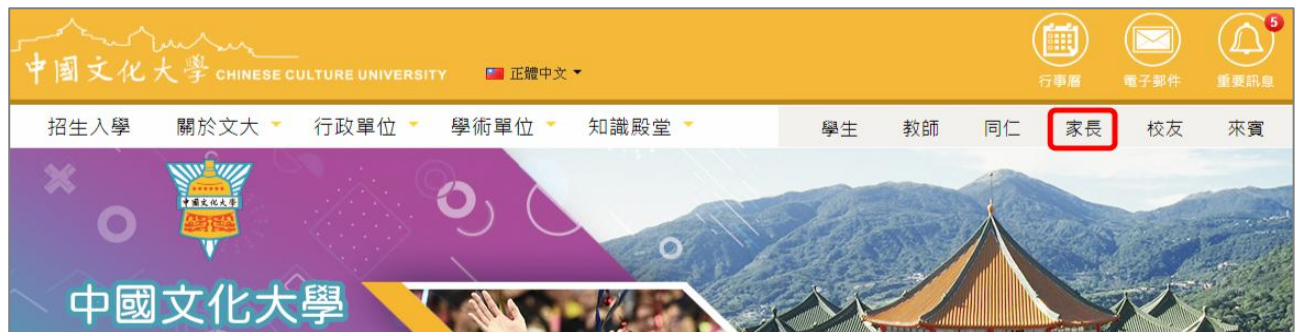 5
中國文化大學 CHINESE CULTURE UNIVERSITY 正體中文
行事曆 電子郵件 重要訊息
招生入學 關於文大 行政單位 學術單位 知識殿堂 學生 教師 同仁 家長 校友 來賓
中國文化大學
中國文化大學